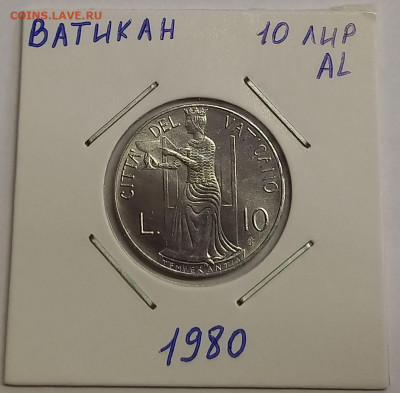 COINS.LAVE.RU
ВАТИКАН 10 ЛИР
AL
CITTA' DEL VATICANO
L. 10
TEMPERANTIA
1980